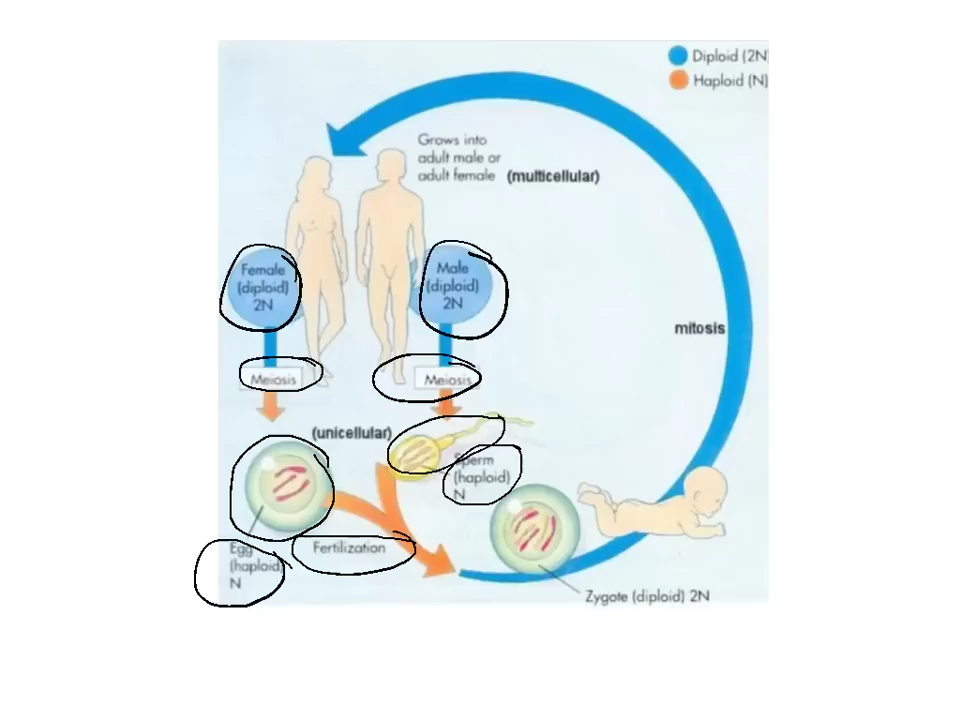 Diploid (2N)
Haploid (N)
Grows into
adult male or
adult female (multicellular)
Female
(diploid)
2N
Male
(diploid)
2N
mitosis
Meiosis
Meiosis
(unicellular)
Sperm
(haploid)
N
Egg
(haploid)
N
Fertilization
Zygote (diploid) 2N